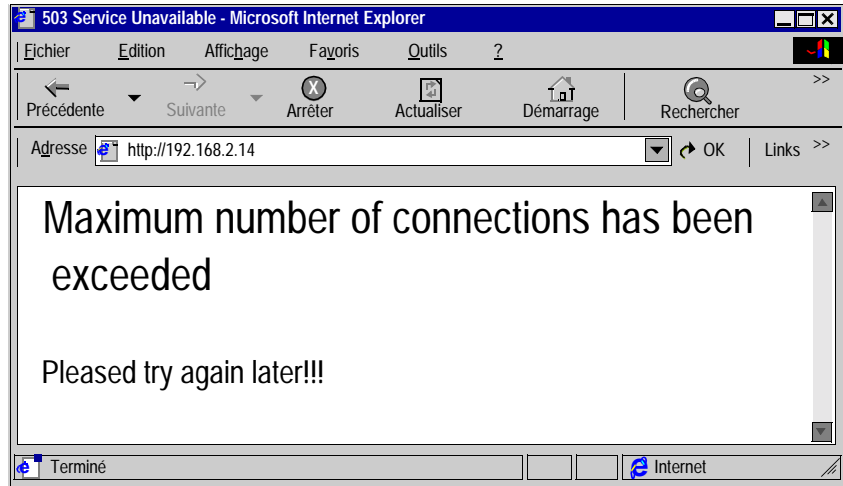 503 Service Unavailable - Microsoft Internet Explorer
Fichier Edition Affichage Favoris Outils ?
Précédente Suivante Arrêter Actualiser Démarrage Rechercher >>
Adresse http://192.168.2.14 OK Links >>
Maximum number of connections has been
exceeded
Pleased try again later!!!
Terminé Internet